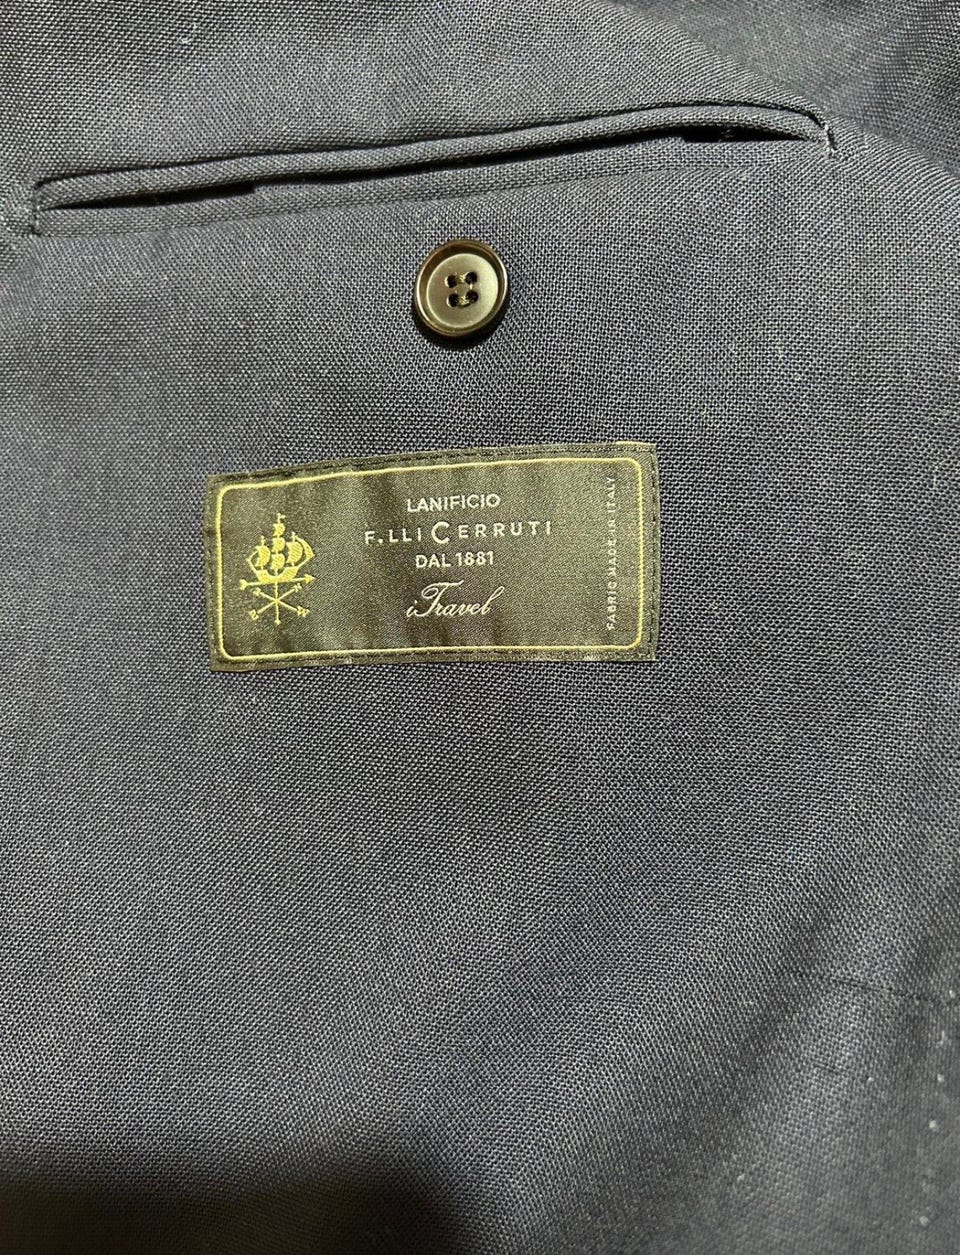 LANIFICIO
F.LLI CERRUTI
DAL 1881
iTravel
FABRIC MADE IN ITALY